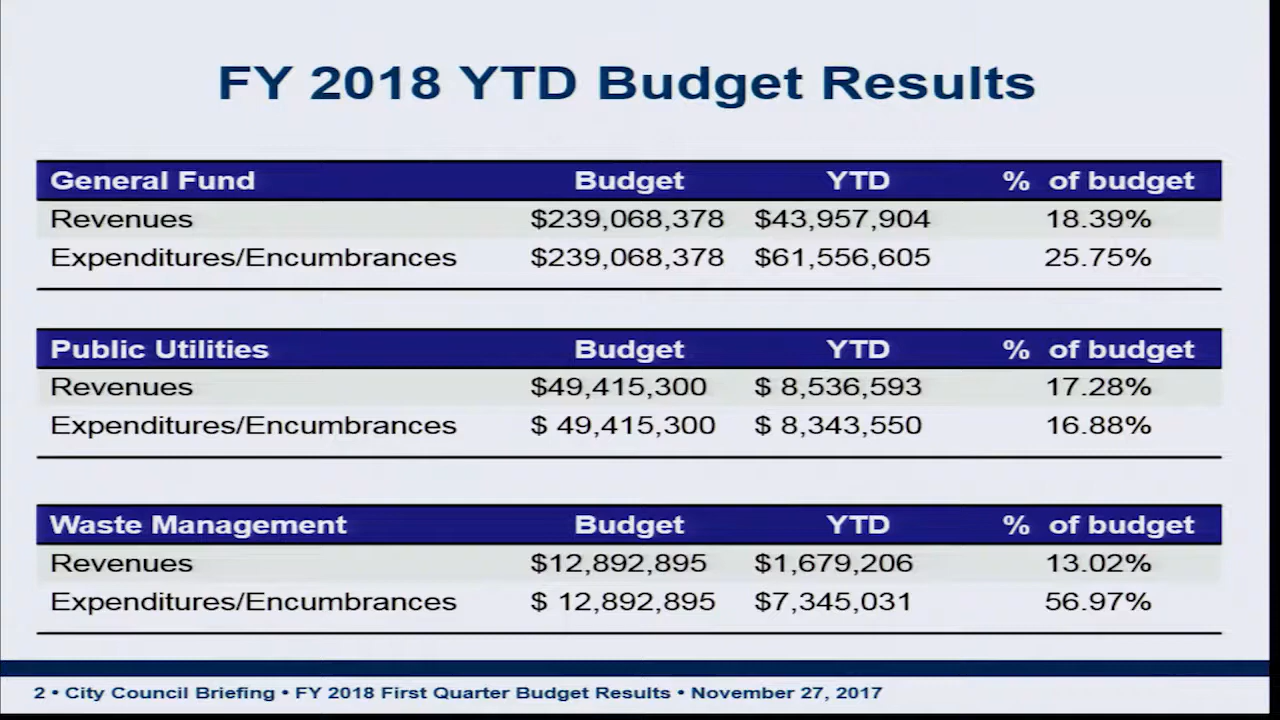 FY 2018 YTD Budget Results
General Fund Budget YTD % of budget
Revenues $239,068,378 $43,957,904 18.39%
Expenditures/Encumbrances $239,068,378 $61,556,605 25.75%
Public Utilities Budget YTD % of budget
Revenues $49,415,300 $ 8,536,593 17.28%
Expenditures/Encumbrances $ 49,415,300 $ 8,343,550 16.88%
Waste Management Budget YTD % of budget
Revenues $12,892,895 $1,679,206 13.02%
Expenditures/Encumbrances $ 12,892,895 $7,345,031 56.97%
2 • City Council Briefing • FY 2018 First Quarter Budget Results • November 27, 2017